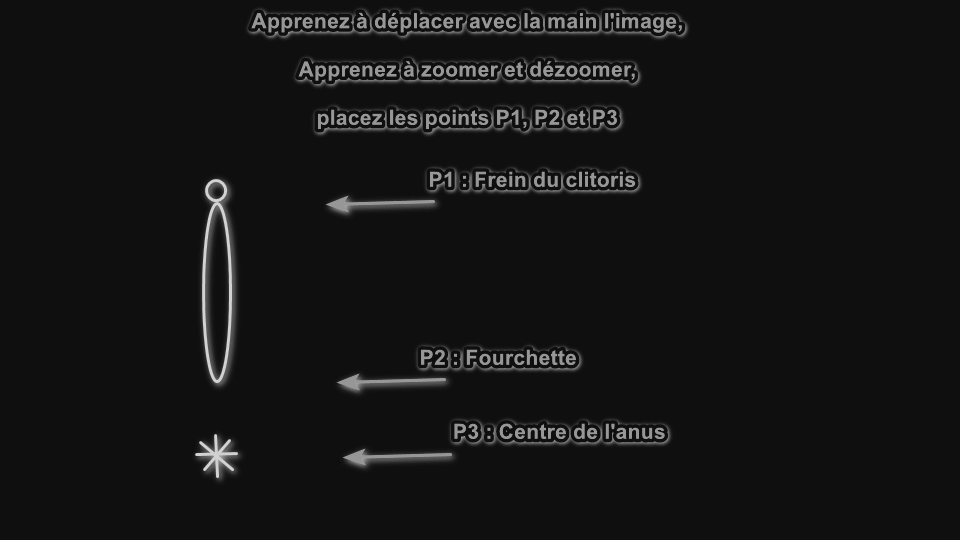 Apprenez à déplacer avec la main l'image,
Apprenez à zoomer et dézoomer,
placez les points P1, P2 et P3
P1 : Frein du clitoris
P2 : Fourchette
P3 : Centre de l'anus